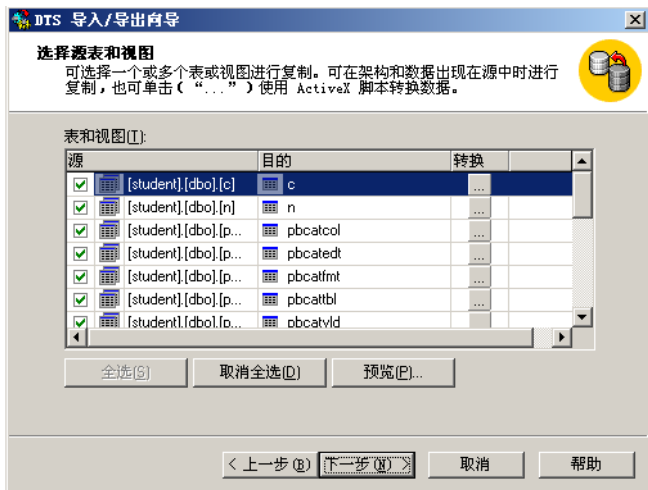 DTS 导入/导出向导
选择源表和视图
可选择一个或多个表或视图进行复制。可在架构和数据出现在源中时进行
复制，也可单击(“...”)使用 ActiveX 脚本转换数据。
表和视图(T):
源 目的 转换
[student].[dbo].[c] c ...
[student].[dbo].[n] n ...
[student].[dbo].[p... pbcatcol ...
[student].[dbo].[p... pbcatedt ...
[student].[dbo].[p... pbcatfmt ...
[student].[dbo].[p... pbcattbl ...
[student].[dbo].[p... pbcatvld
全选(S) 取消全选(D) 预览(P)...
< 上一步(B) 下一步(N) > 取消 帮助